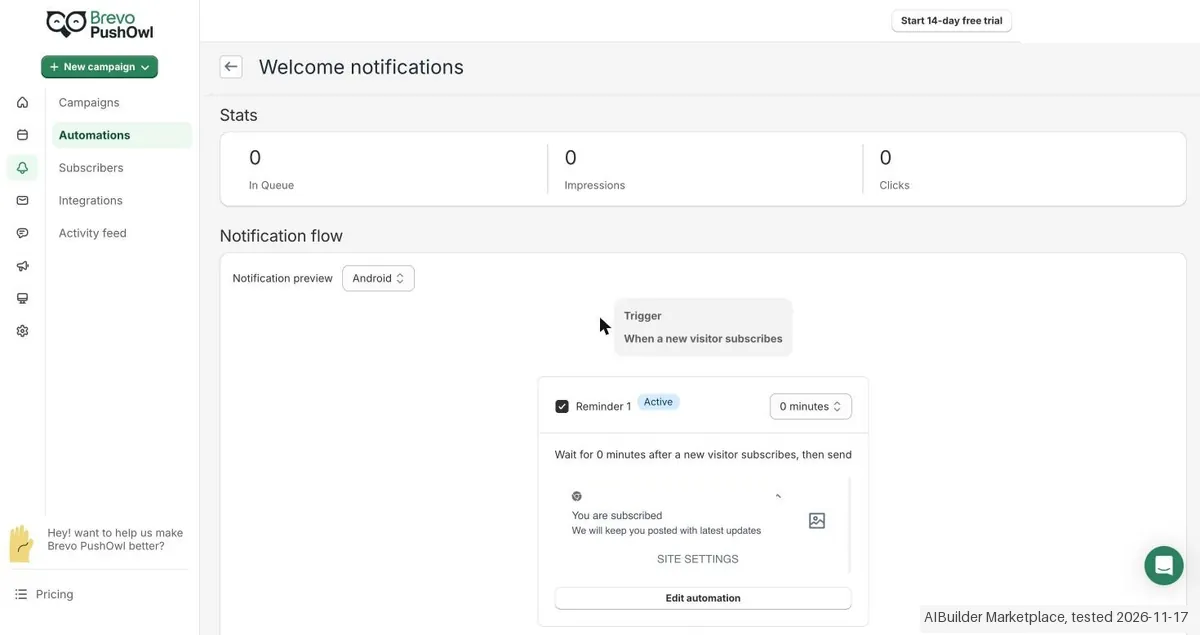 Brevo
PushOwl
Start 14-day free trial
+ New campaign
Welcome notifications
Campaigns
Automations
Subscribers
Integrations
Activity feed
Stats
0
In Queue
0
Impressions
0
Clicks
Notification flow
Notification preview
Android
Trigger
When a new visitor subscribes
Reminder 1
Active
0 minutes
Wait for 0 minutes after a new visitor subscribes, then send
You are subscribed
We will keep you posted with latest updates
SITE SETTINGS
Edit automation
Hey! want to help us make
Brevo PushOwl better?
Pricing
AIBuilder Marketplace, tested 2026-11-17